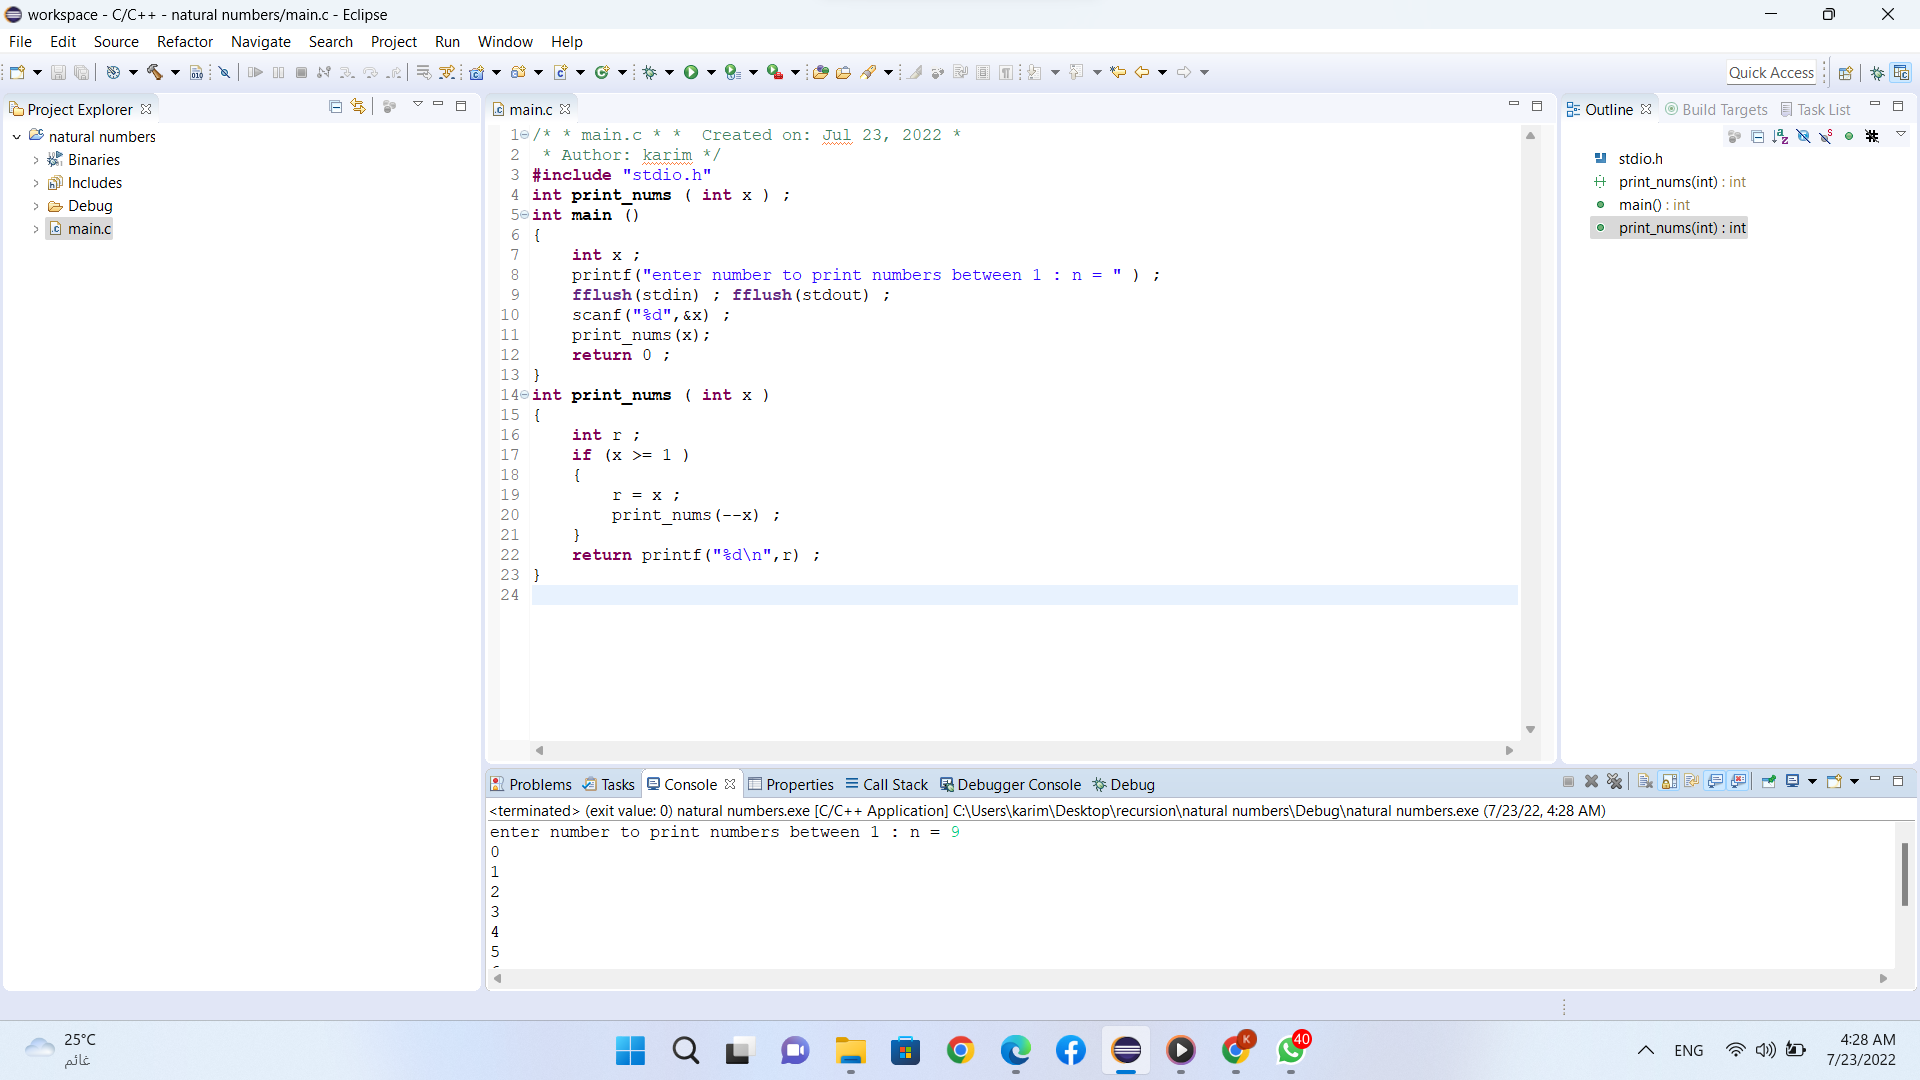 workspace - C/C++ - natural numbers/main.c - Eclipse
File Edit Source Refactor Navigate Search Project Run Window Help
Quick Access
Project Explorer
natural numbers
Binaries
Includes
Debug
main.c
main.c
1 /* * main.c * *  Created on: Jul 23, 2022 *
2  * Author: karim */
3 #include "stdio.h"
4 int print_nums ( int x ) ;
5 int main ()
6 {
7     int x ;
8     printf("enter number to print numbers between 1 : n = " ) ;
9     fflush(stdin) ; fflush(stdout) ;
10     scanf("%d",&x) ;
11     print_nums(x);
12     return 0 ;
13 }
14 int print_nums ( int x )
15 {
16     int r ;
17     if (x >= 1 )
18     {
19         r = x ;
20         print_nums(--x) ;
21     }
22     return printf("%d\n",r) ;
23 }
24
Outline Build Targets Task List
stdio.h
print_nums(int) : int
main() : int
print_nums(int) : int
Problems Tasks Console Properties Call Stack Debugger Console Debug
<terminated> (exit value: 0) natural numbers.exe [C/C++ Application] C:\Users\karim\Desktop\recursion\natural numbers\Debug\natural numbers.exe (7/23/22, 4:28 AM)
enter number to print numbers between 1 : n = 9
0
1
2
3
4
5
25°C
غائم
K
40
ENG
4:28 AM
7/23/2022